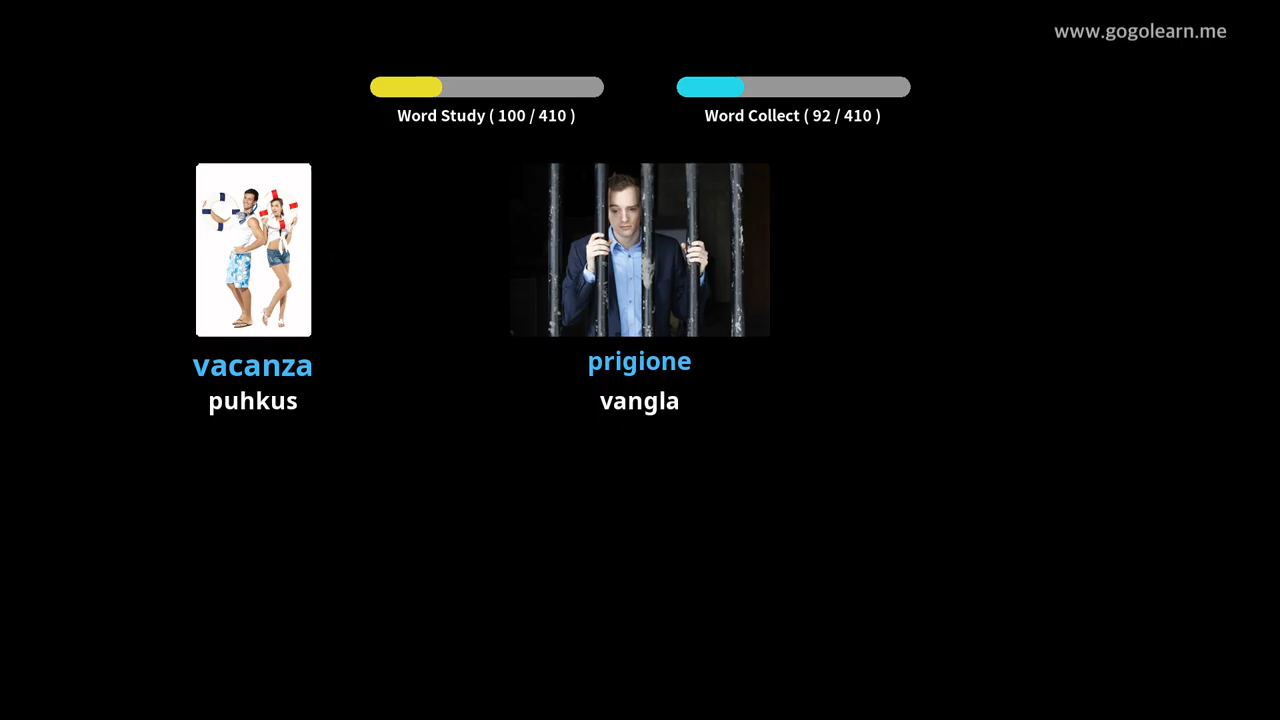 www.gogolearn.me
Word Study ( 100 / 410 )
Word Collect ( 92 / 410 )
vacanza
puhkus
prigione
vangla